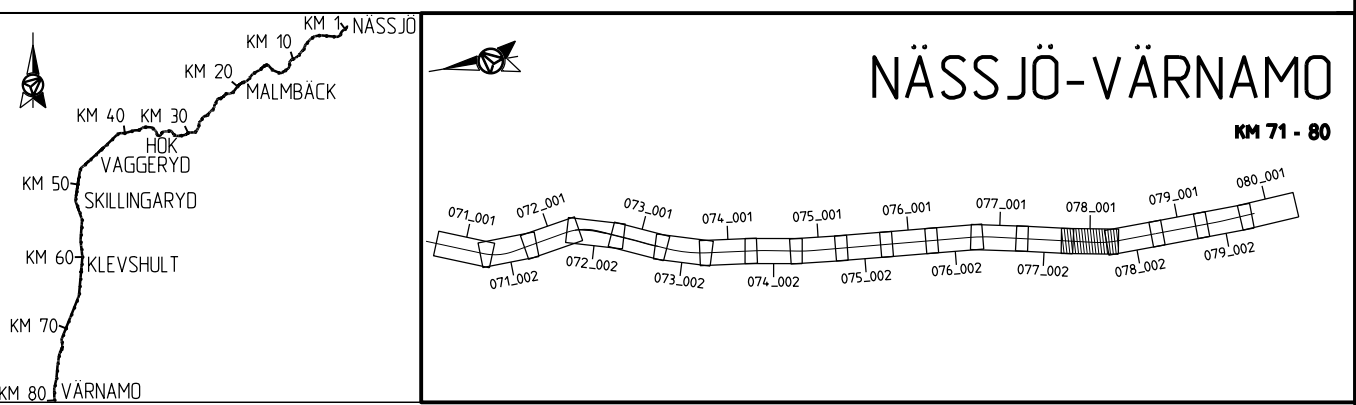 KM 1
NÄSSJÖ
KM 10
KM 20
MALMBÄCK
KM 40
KM 30
HOK
VAGGERYD
KM 50
SKILLINGARYD
KM 60
KLEVSHULT
KM 70
KM 80
VÄRNAMO
NÄSSJÖ-VÄRNAMO
KM 71 - 80
071_001
072_001
073_001
074_001
075_001
076_001
077_001
078_001
079_001
080_001
071_002
072_002
073_002
074_002
075_002
076_002
077_002
078_002
079_002